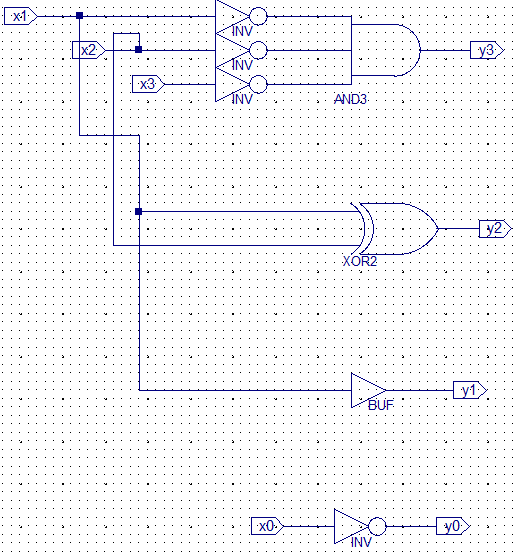 x1
INV
x2
y3
INV
x3
INV
AND3
y2
XOR2
y1
BUF
x0
y0
INV